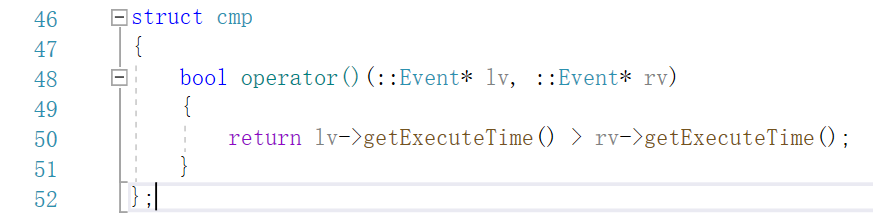 46 struct cmp
47 {
48 bool operator()(::Event* lv, ::Event* rv)
49 {
50 return lv->getExecuteTime() > rv->getExecuteTime();
51 }
52 };